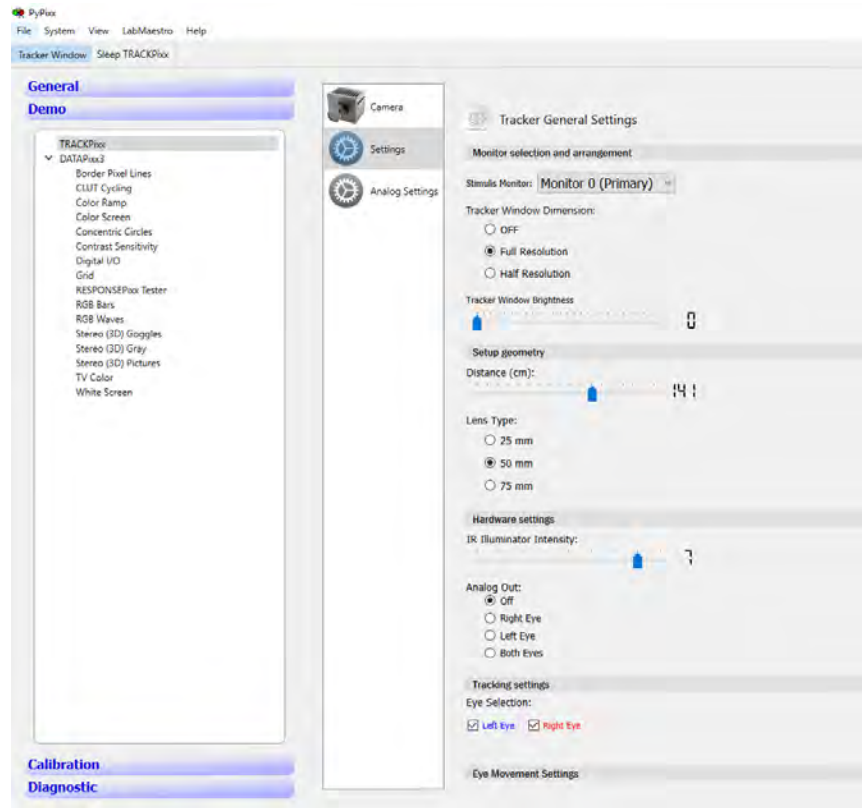 PyPixx
File System View LabMaestro Help
Tracker Window Sleep TRACKPixx
General
Demo
TRACKPixx
DATAPixx3
Border Pixel Lines
CLUT Cycling
Color Ramp
Color Screen
Concentric Circles
Contrast Sensitivity
Digital I/O
Grid
RESPONSEPixx Tester
RGB Bars
RGB Waves
Stereo (3D) Goggles
Stereo (3D) Gray
Stereo (3D) Pictures
TV Color
White Screen
Calibration
Diagnostic
Camera
Settings
Analog Settings
Tracker General Settings
Monitor selection and arrangement
Stimulis Monitor: Monitor 0 (Primary)
Tracker Window Dimension:
OFF
Full Resolution
Half Resolution
Tracker Window Brightness
0
Setup geometry
Distance (cm):
141
Lens Type:
25 mm
50 mm
75 mm
Hardware settings
IR Illuminator Intensity:
7
Analog Out:
Off
Right Eye
Left Eye
Both Eyes
Tracking settings
Eye Selection:
Left Eye Right Eye
Eye Movement Settings